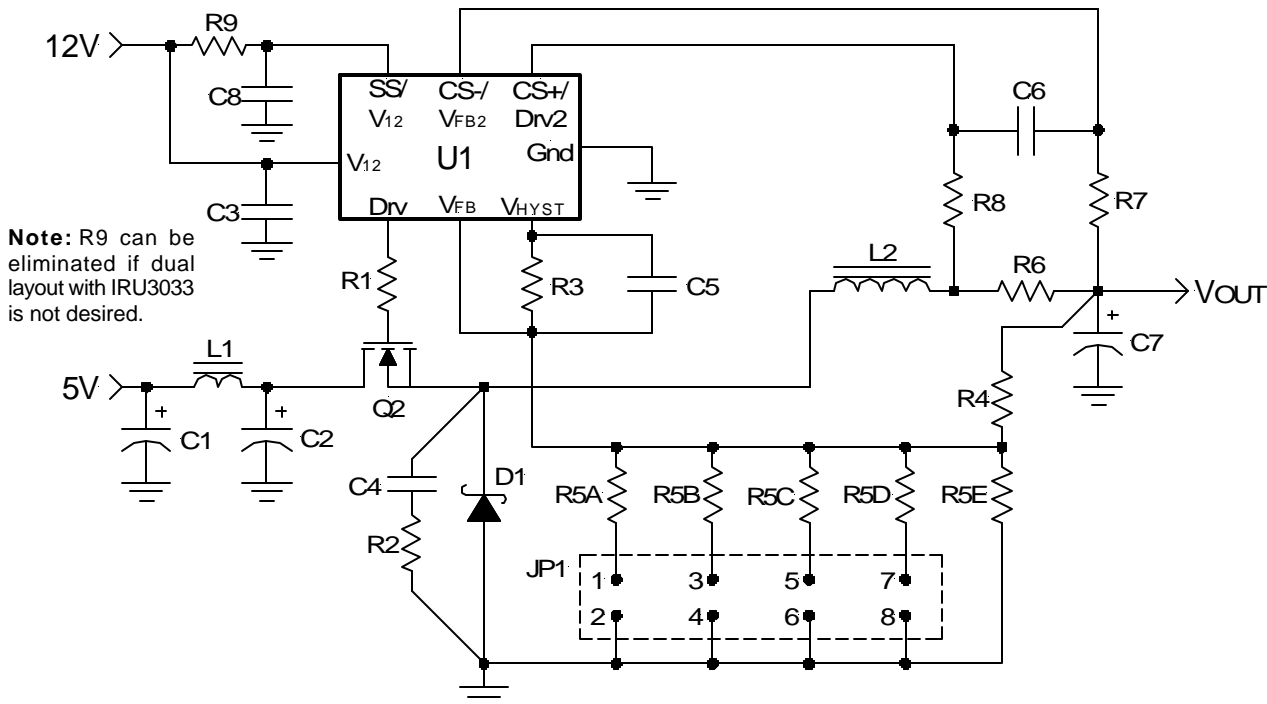 R9
12V
C8
SS/
CS-/
CS+/
V12
VFB2
Drv2
C6
U1
Gnd
V12
C3
Drv
VFB
VHYST
R8
R7
Note: R9 can be
eliminated if dual
layout with IRU3033
is not desired.
R1
R3
C5
L2
R6
VOUT
+
C7
L1
5V
Q2
R4
+
C1
+
C2
C4
D1
R5A
R5B
R5C
R5D
R5E
R2
JP1
1
3
5
7
2
4
6
8